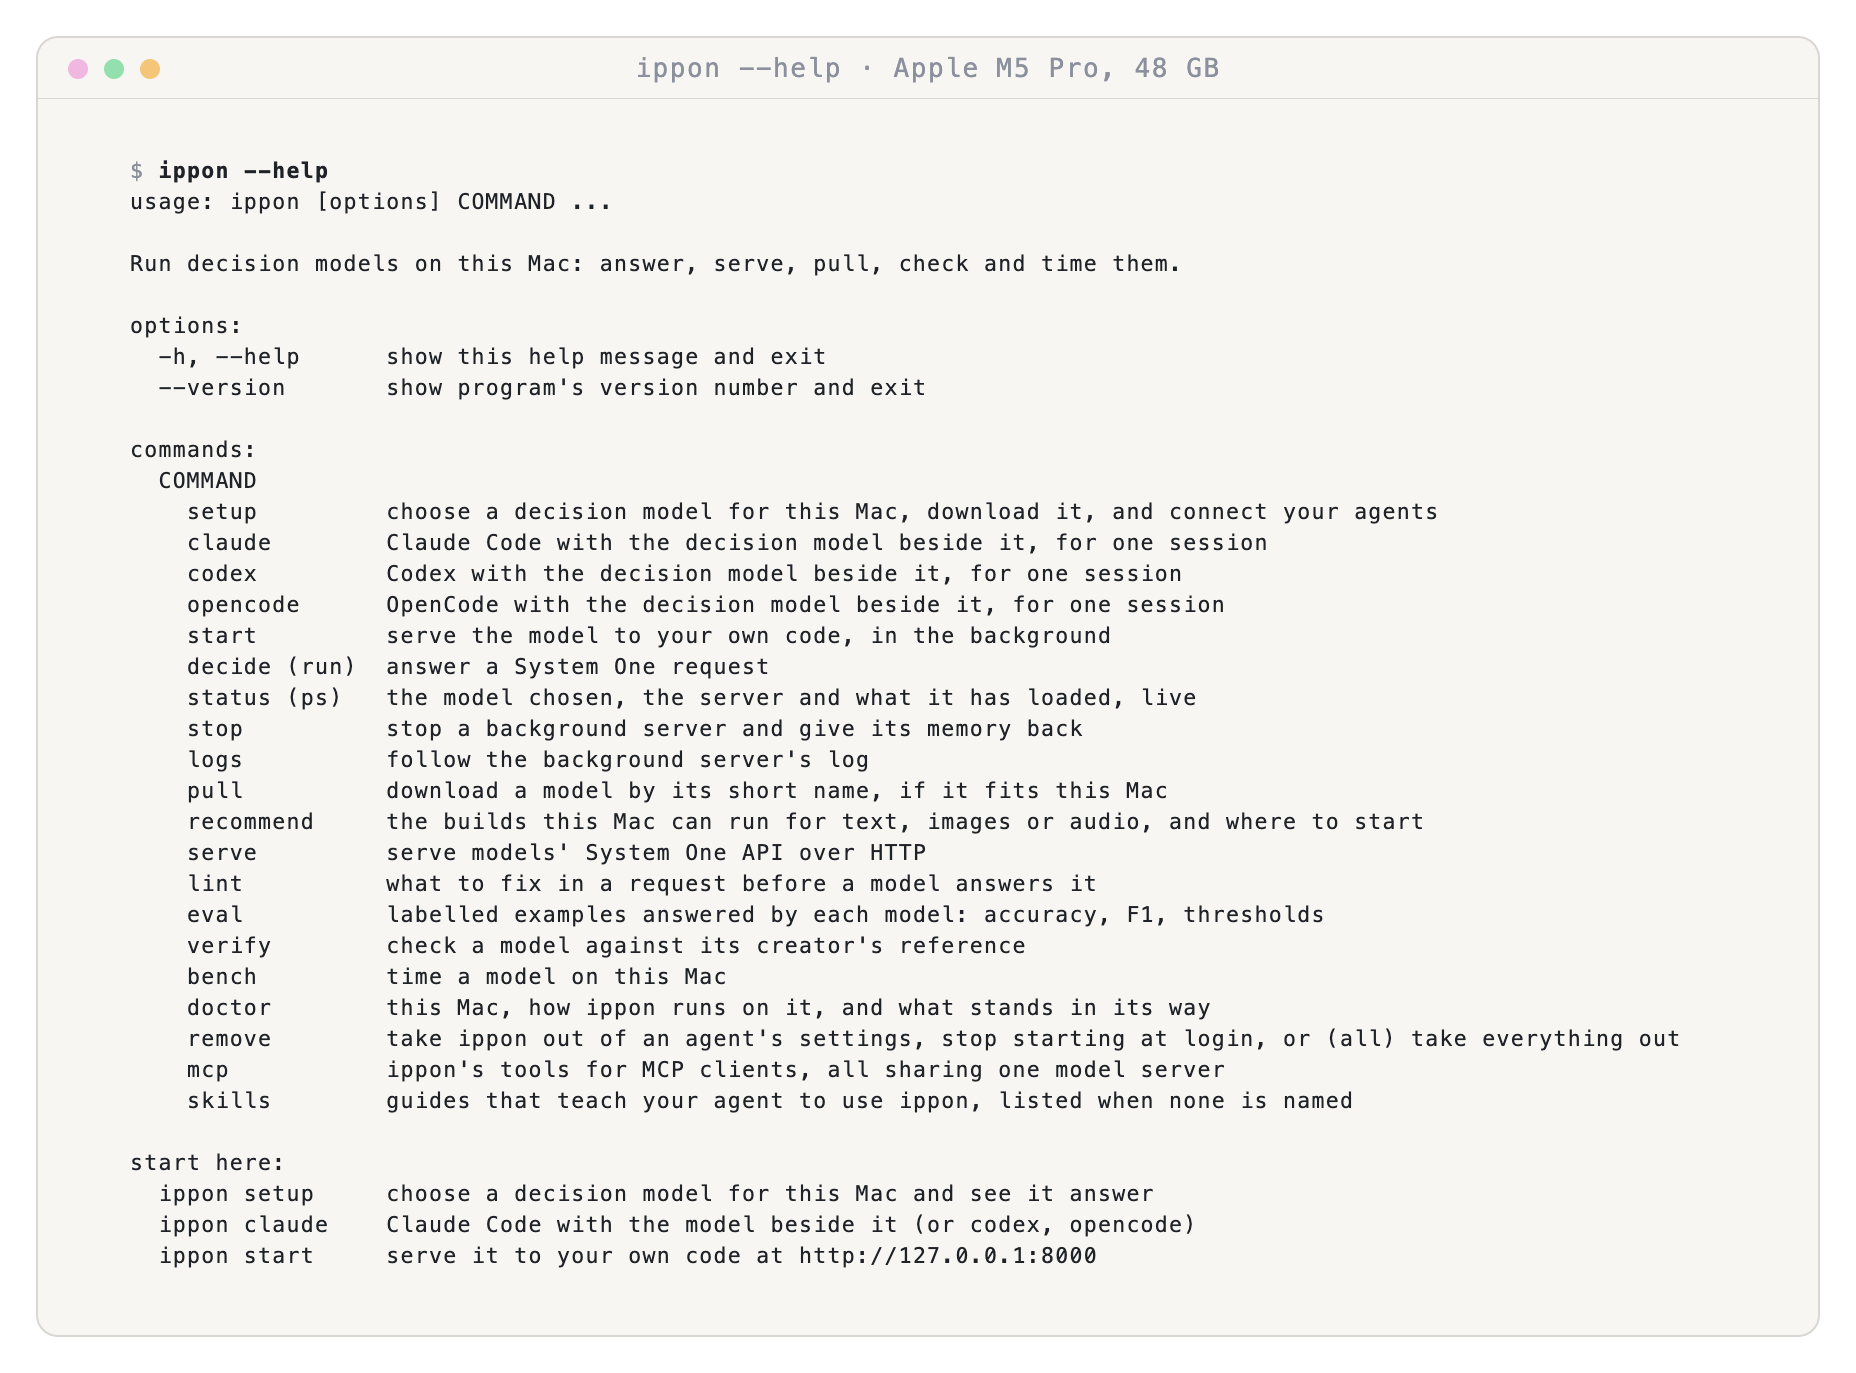 ippon --help · Apple M5 Pro, 48 GB
$ ippon --help
usage: ippon [options] COMMAND ...
Run decision models on this Mac: answer, serve, pull, check and time them.
options:
  -h, --help      show this help message and exit
  --version       show program's version number and exit
commands:
  COMMAND
    setup         choose a decision model for this Mac, download it, and connect your agents
    claude        Claude Code with the decision model beside it, for one session
    codex         Codex with the decision model beside it, for one session
    opencode      OpenCode with the decision model beside it, for one session
    start         serve the model to your own code, in the background
    decide (run)  answer a System One request
    status (ps)   the model chosen, the server and what it has loaded, live
    stop          stop a background server and give its memory back
    logs          follow the background server's log
    pull          download a model by its short name, if it fits this Mac
    recommend     the builds this Mac can run for text, images or audio, and where to start
    serve         serve models' System One API over HTTP
    lint          what to fix in a request before a model answers it
    eval          labelled examples answered by each model: accuracy, F1, thresholds
    verify        check a model against its creator's reference
    bench         time a model on this Mac
    doctor        this Mac, how ippon runs on it, and what stands in its way
    remove        take ippon out of an agent's settings, stop starting at login, or (all) take everything out
    mcp           ippon's tools for MCP clients, all sharing one model server
    skills        guides that teach your agent to use ippon, listed when none is named
start here:
  ippon setup     choose a decision model for this Mac and see it answer
  ippon claude    Claude Code with the model beside it (or codex, opencode)
  ippon start     serve it to your own code at http://127.0.0.1:8000